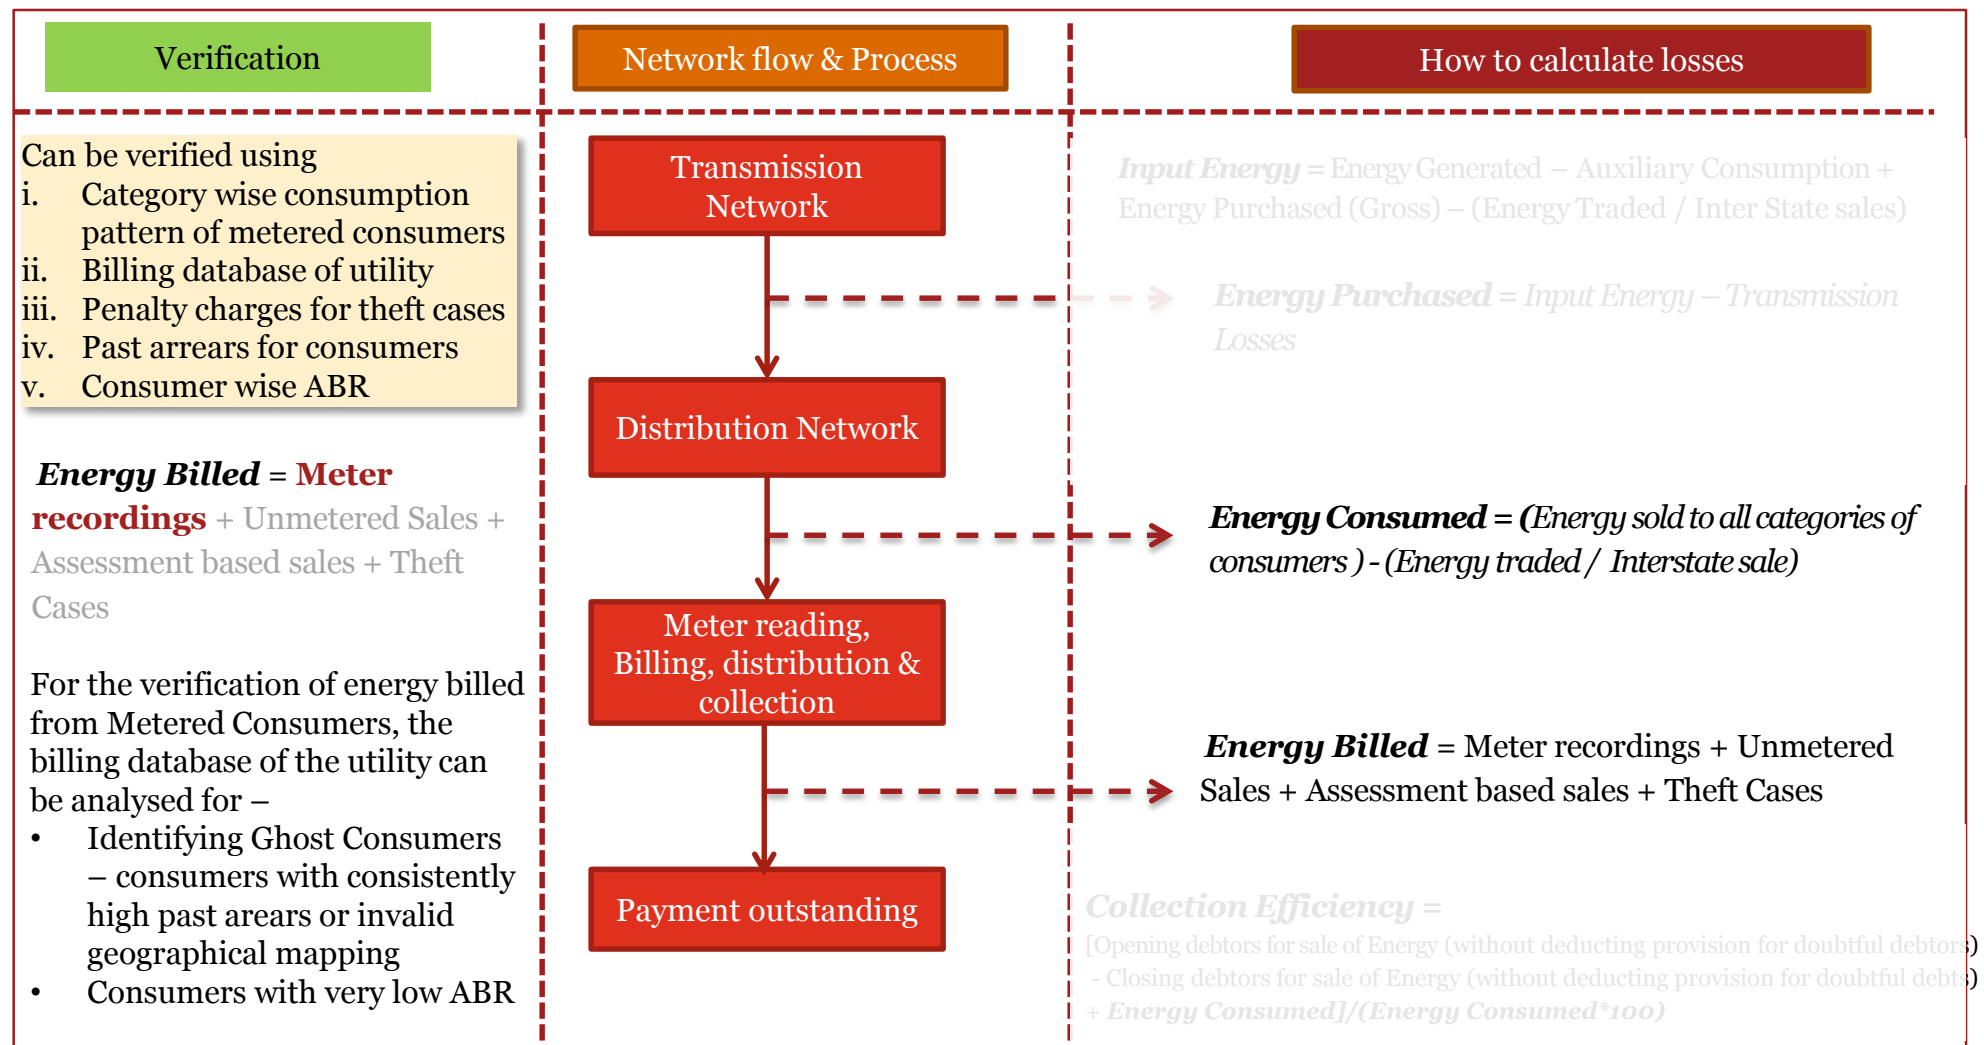 Verification
Network flow & Process
How to calculate losses
Can be verified using
i. Category wise consumption
pattern of metered consumers
ii. Billing database of utility
iii. Penalty charges for theft cases
iv. Past arrears for consumers
v. Consumer wise ABR
Energy Billed = Meter
recordings + Unmetered Sales +
Assessment based sales + Theft
Cases
For the verification of energy billed
from Metered Consumers, the
billing database of the utility can
be analysed for –
• Identifying Ghost Consumers
– consumers with consistently
high past arears or invalid
geographical mapping
• Consumers with very low ABR
Transmission
Network
Distribution Network
Meter reading,
Billing, distribution &
collection
Payment outstanding
Input Energy = Energy Generated – Auxiliary Consumption +
Energy Purchased (Gross) – (Energy Traded / Inter State sales)
Energy Purchased = Input Energy – Transmission
Losses
Energy Consumed = (Energy sold to all categories of
consumers ) - (Energy traded / Interstate sale)
Energy Billed = Meter recordings + Unmetered
Sales + Assessment based sales + Theft Cases
Collection Efficiency =
[Opening debtors for sale of Energy (without deducting provision for doubtful debtors)
- Closing debtors for sale of Energy (without deducting provision for doubtful debts)
+ Energy Consumed]/(Energy Consumed*100)